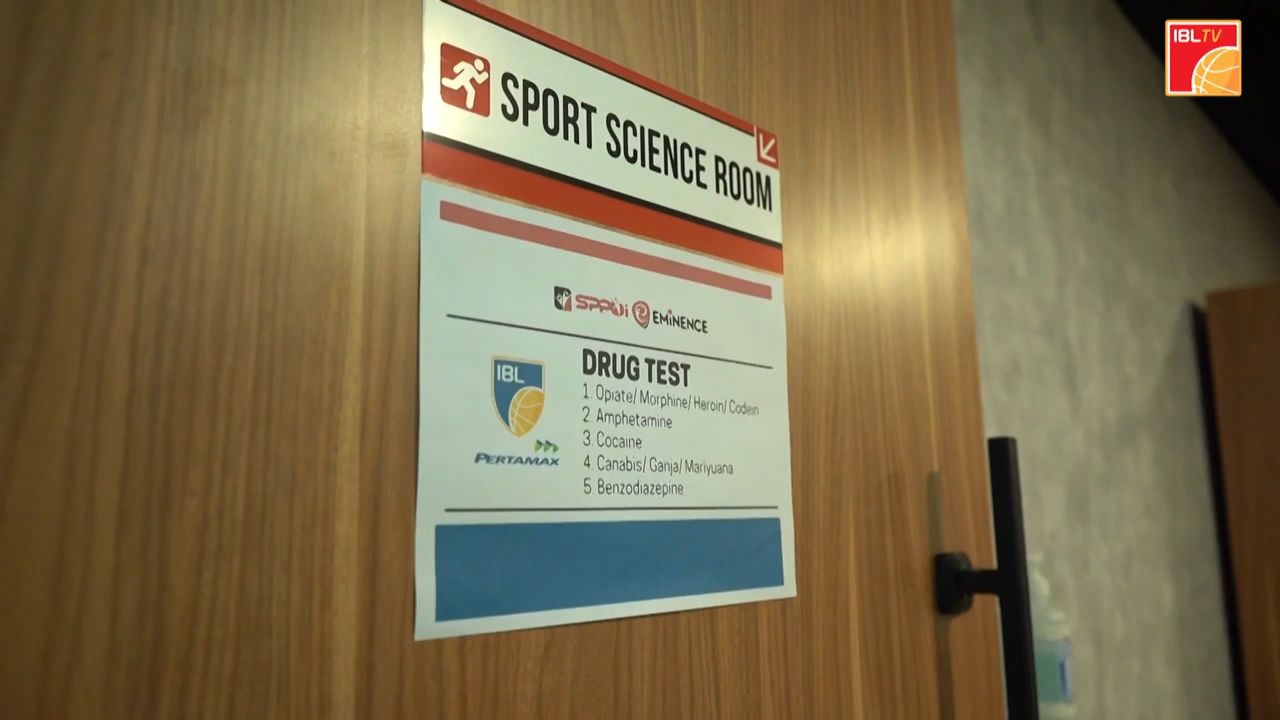 IBLTV
SPORT SCIENCE ROOM
EMINENCE
DRUG TEST
1. Opiate/ Morphine/ Heroin/ Codein
2. Amphetamine
3. Cocaine
4. Canabis/ Ganja/ Mariyuana
5. Benzodiazepine
IBL
PERTAMAX